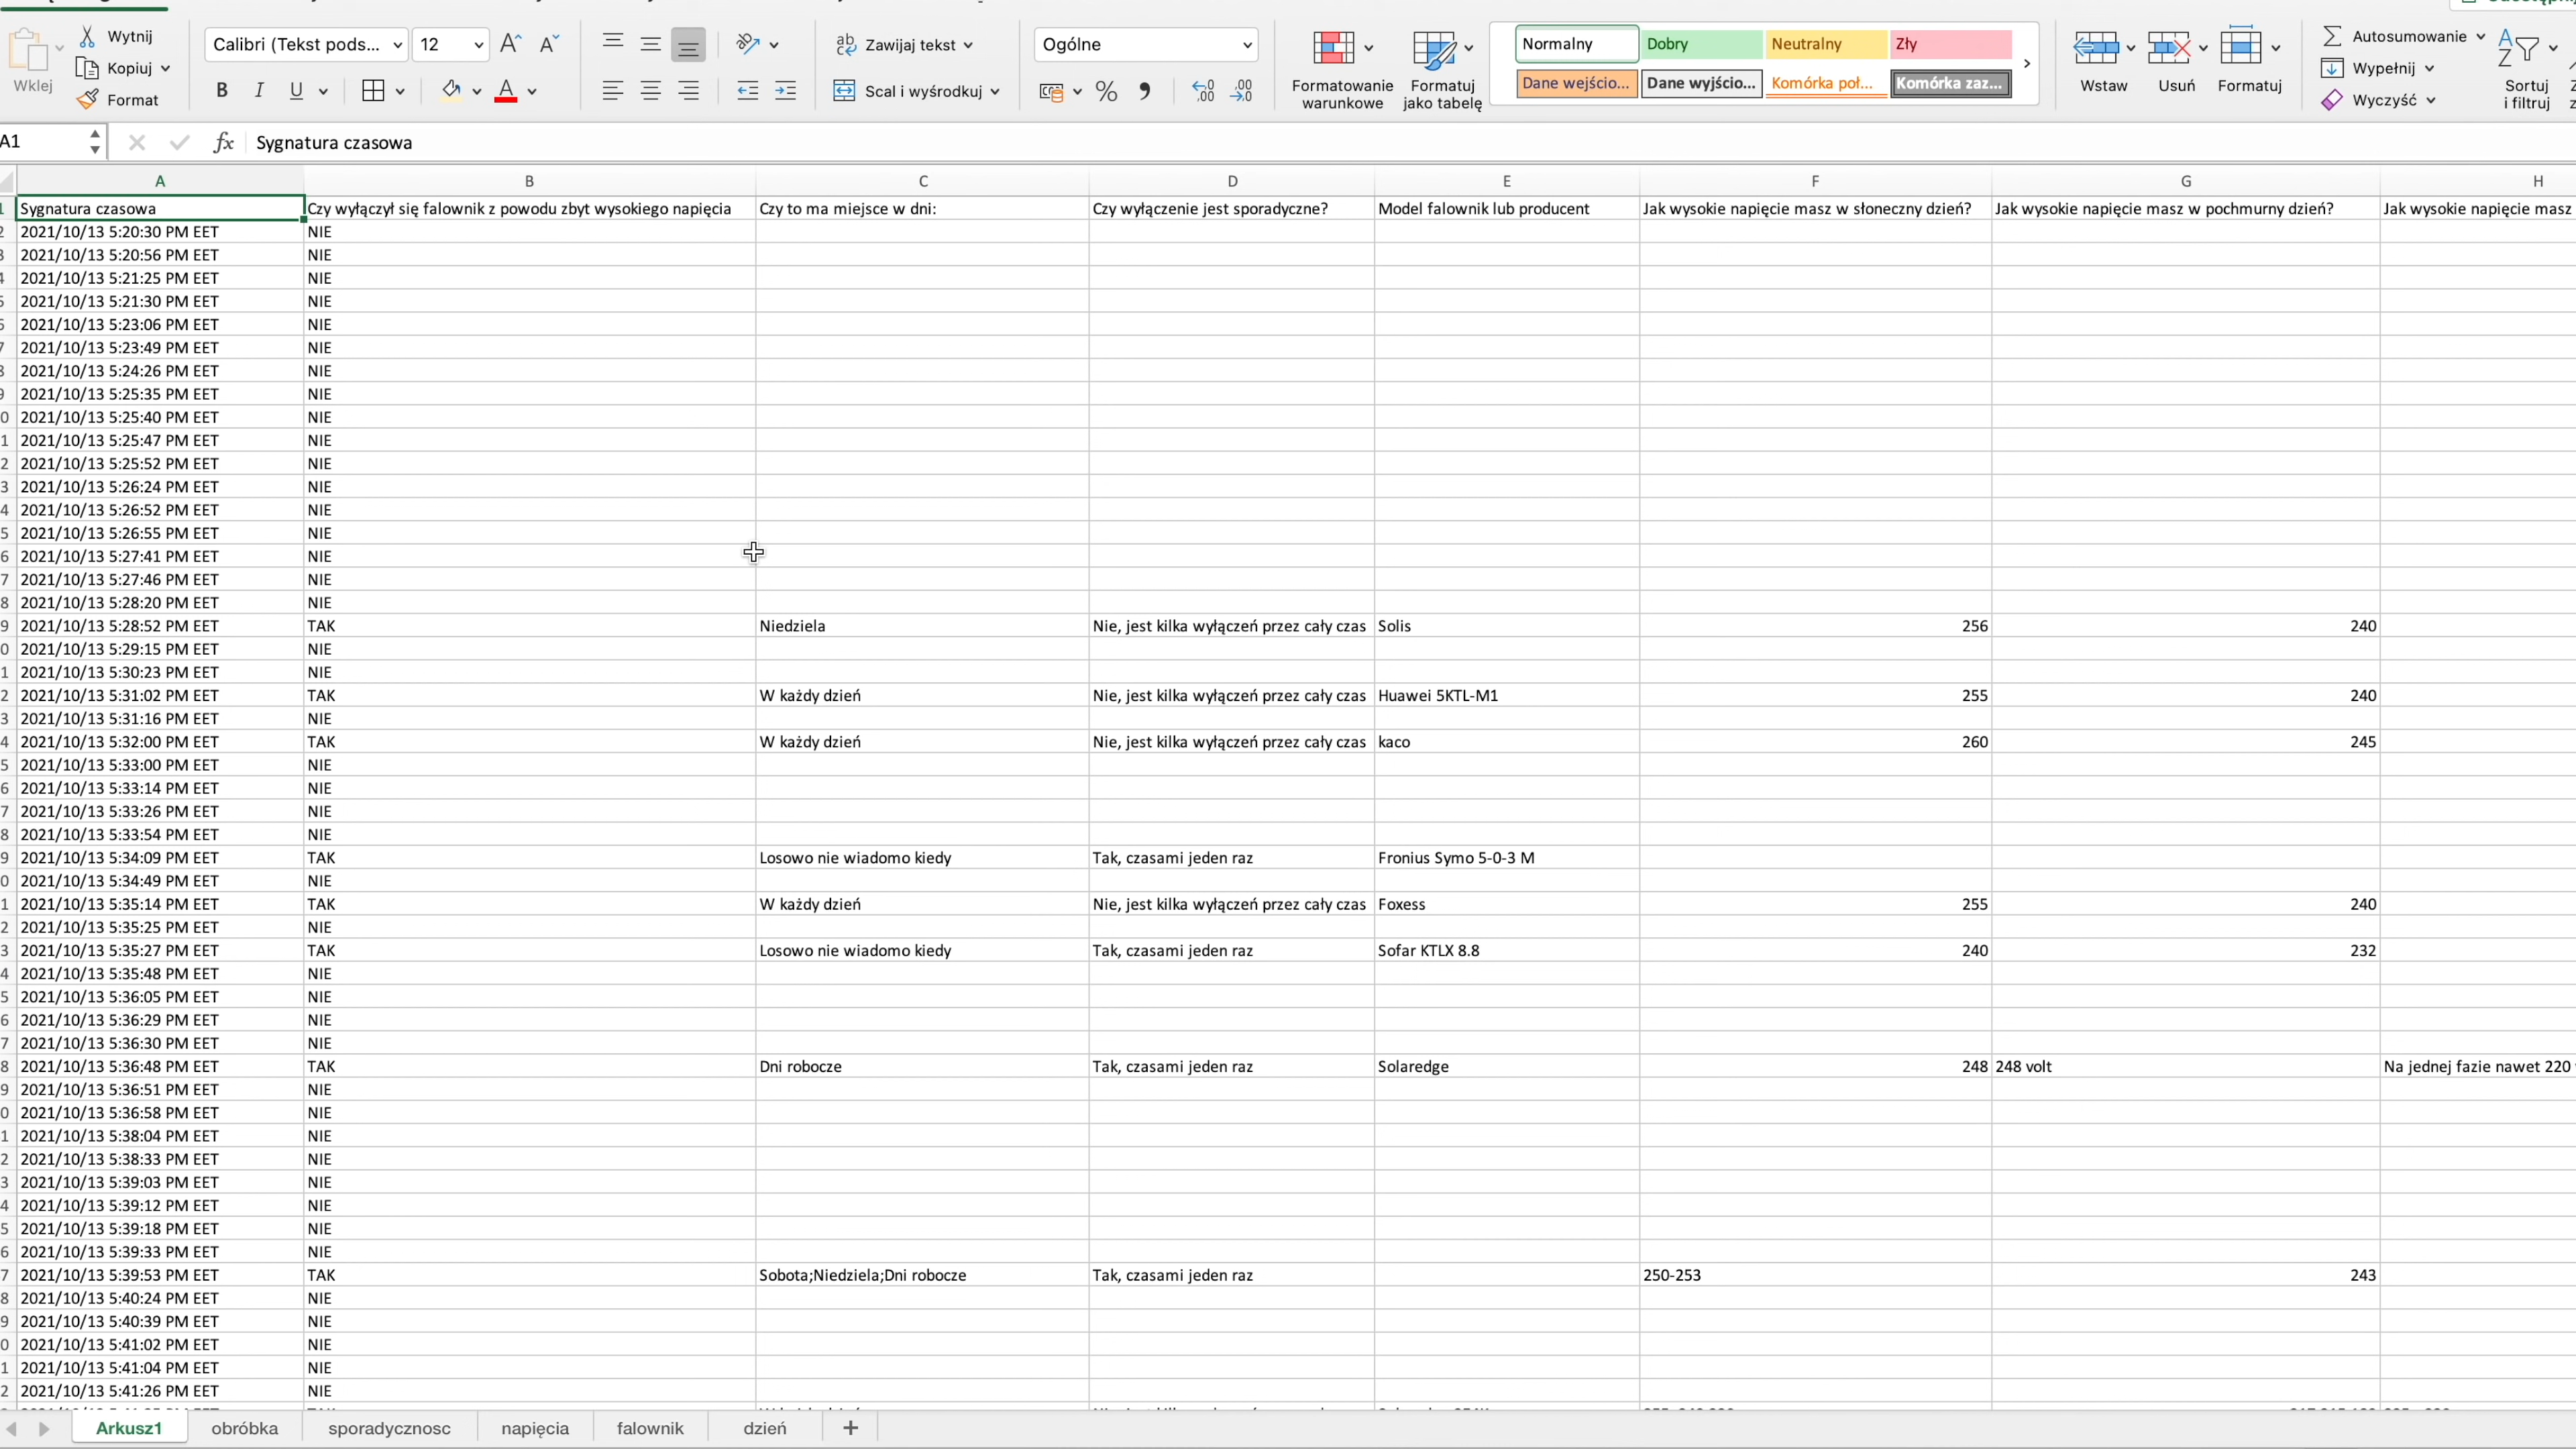 Wytnij
Kopiuj
Format
Wklej
Calibri (Tekst pods... 12
B I U
Zawijaj tekst
Scal i wyśrodkuj
Ogólne
Formatowanie warunkowe
Formatuj jako tabelę
Normalny Dobry Neutralny Zły
Dane wejścio... Dane wyjścio... Komórka poł... Komórka zaz...
Wstaw Usuń Formatuj
Autosumowanie
Wypełnij
Wyczyść
Sortuj i filtruj
A1 fx Sygnatura czasowa
A B C D E F G H
Sygnatura czasowa Czy wyłączył się falownik z powodu zbyt wysokiego napięcia Czy to ma miejsce w dni: Czy wyłączenie jest sporadyczne? Model falownik lub producent Jak wysokie napięcie masz w słoneczny dzień? Jak wysokie napięcie masz w pochmurny dzień? Jak wysokie napięcie masz
2021/10/13 5:20:30 PM EET NIE
2021/10/13 5:20:56 PM EET NIE
2021/10/13 5:21:25 PM EET NIE
2021/10/13 5:21:30 PM EET NIE
2021/10/13 5:23:06 PM EET NIE
2021/10/13 5:23:49 PM EET NIE
2021/10/13 5:24:26 PM EET NIE
2021/10/13 5:25:35 PM EET NIE
2021/10/13 5:25:40 PM EET NIE
2021/10/13 5:25:47 PM EET NIE
2021/10/13 5:25:52 PM EET NIE
2021/10/13 5:26:24 PM EET NIE
2021/10/13 5:26:52 PM EET NIE
2021/10/13 5:26:55 PM EET NIE
2021/10/13 5:27:41 PM EET NIE
2021/10/13 5:27:46 PM EET NIE
2021/10/13 5:28:20 PM EET NIE
2021/10/13 5:28:52 PM EET TAK Niedziela Nie, jest kilka wyłączeń przez cały czas Solis 256 240
2021/10/13 5:29:15 PM EET NIE
2021/10/13 5:30:23 PM EET NIE
2021/10/13 5:31:02 PM EET TAK W każdy dzień Nie, jest kilka wyłączeń przez cały czas Huawei 5KTL-M1 255 240
2021/10/13 5:31:16 PM EET NIE
2021/10/13 5:32:00 PM EET TAK W każdy dzień Nie, jest kilka wyłączeń przez cały czas kaco 260 245
2021/10/13 5:33:00 PM EET NIE
2021/10/13 5:33:14 PM EET NIE
2021/10/13 5:33:26 PM EET NIE
2021/10/13 5:33:54 PM EET NIE
2021/10/13 5:34:09 PM EET TAK Losowo nie wiadomo kiedy Tak, czasami jeden raz Fronius Symo 5-0-3 M
2021/10/13 5:34:49 PM EET NIE
2021/10/13 5:35:14 PM EET TAK W każdy dzień Nie, jest kilka wyłączeń przez cały czas Foxess 255 240
2021/10/13 5:35:25 PM EET NIE
2021/10/13 5:35:27 PM EET TAK Losowo nie wiadomo kiedy Tak, czasami jeden raz Sofar KTLX 8.8 240 232
2021/10/13 5:35:48 PM EET NIE
2021/10/13 5:36:05 PM EET NIE
2021/10/13 5:36:29 PM EET NIE
2021/10/13 5:36:30 PM EET NIE
2021/10/13 5:36:48 PM EET TAK Dni robocze Tak, czasami jeden raz Solaredge 248 248 volt Na jednej fazie nawet 220
2021/10/13 5:36:51 PM EET NIE
2021/10/13 5:36:58 PM EET NIE
2021/10/13 5:38:04 PM EET NIE
2021/10/13 5:38:33 PM EET NIE
2021/10/13 5:39:03 PM EET NIE
2021/10/13 5:39:12 PM EET NIE
2021/10/13 5:39:18 PM EET NIE
2021/10/13 5:39:33 PM EET NIE
2021/10/13 5:39:53 PM EET TAK Sobota;Niedziela;Dni robocze Tak, czasami jeden raz 250-253 243
2021/10/13 5:40:24 PM EET NIE
2021/10/13 5:40:39 PM EET NIE
2021/10/13 5:41:02 PM EET NIE
2021/10/13 5:41:04 PM EET NIE
2021/10/13 5:41:26 PM EET NIE
Arkusz1 obróbka sporadycznosc napięcia falownik dzień +